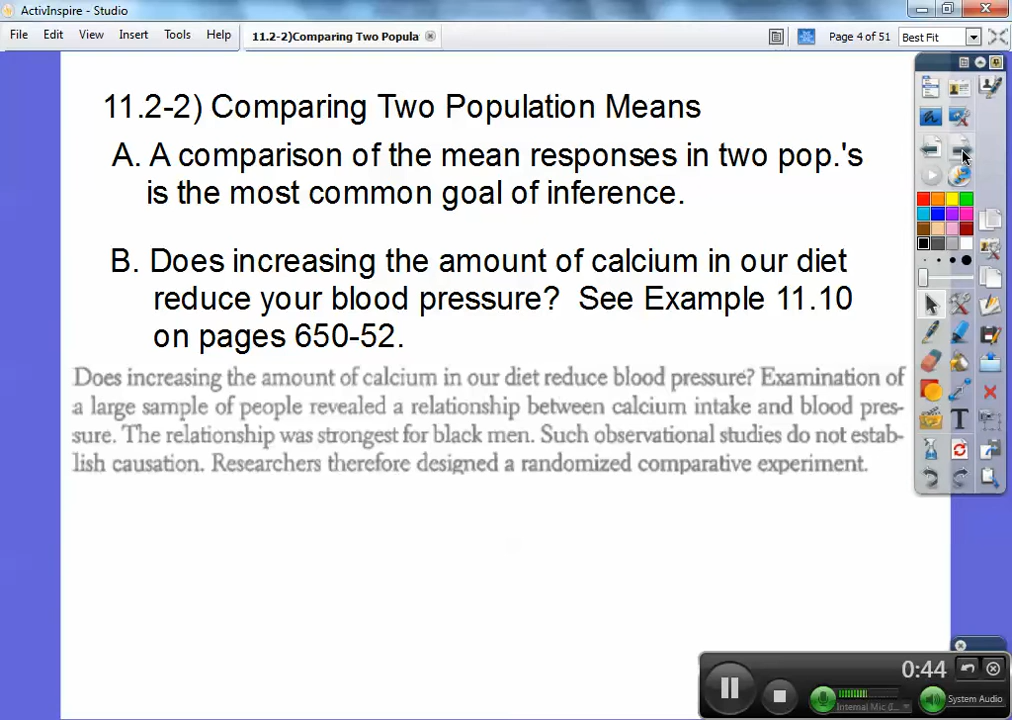 ActivInspire - Studio
File Edit View Insert Tools Help
11.2-2)Comparing Two Popula
Page 4 of 51
Best Fit
11.2-2) Comparing Two Population Means
A. A comparison of the mean responses in two pop.'s
is the most common goal of inference.
B. Does increasing the amount of calcium in our diet
reduce your blood pressure? See Example 11.10
on pages 650-52.
Does increasing the amount of calcium in our diet reduce blood pressure? Examination of
a large sample of people revealed a relationship between calcium intake and blood pres-
sure. The relationship was strongest for black men. Such observational studies do not estab-
lish causation. Researchers therefore designed a randomized comparative experiment.
T
0:44
Internal Mic (I
System Audio